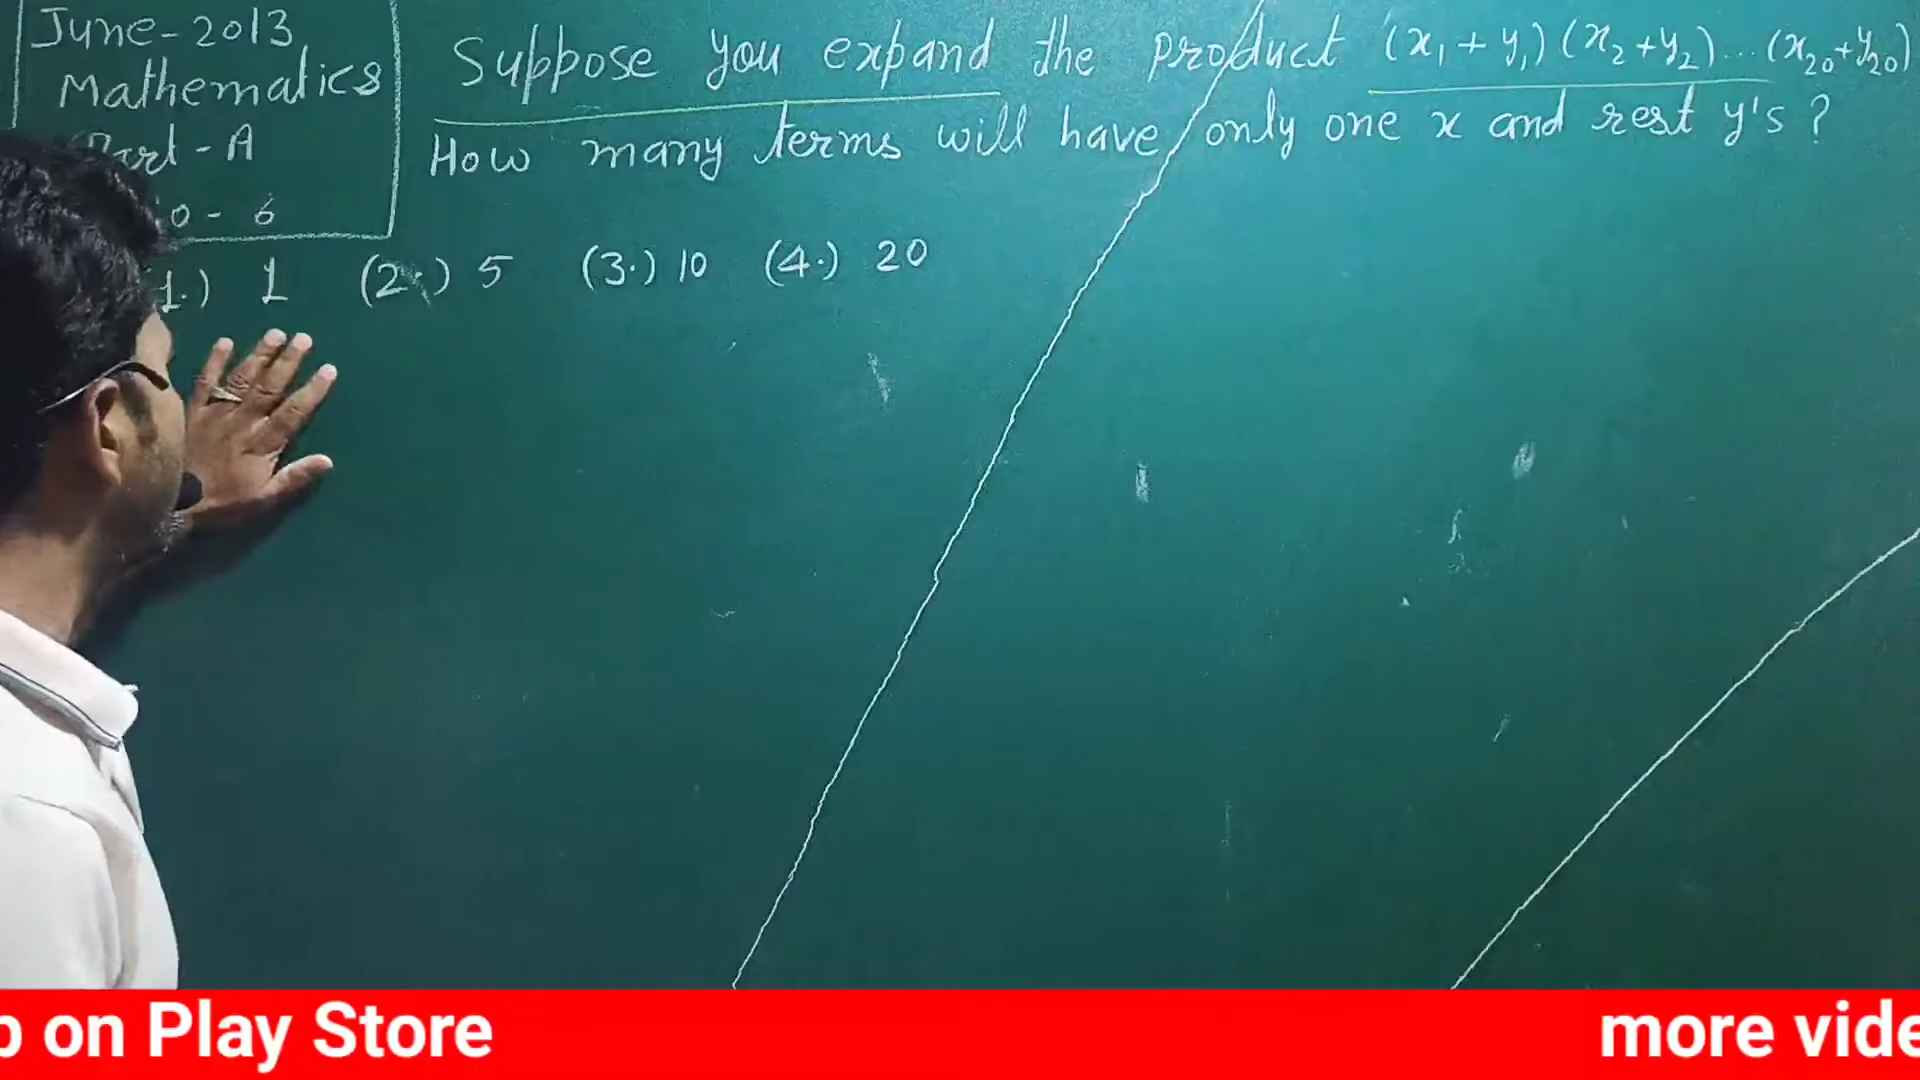 June-2013
Mathematics
Part-A
6
Suppose you expand the product (x₁+y₁)(x₂+y₂)...(x₂₀+y₂₀)
How many terms will have only one x and rest y's?
1.) 1 (2.) 5 (3.) 10 (4.) 20
on Play Store
more